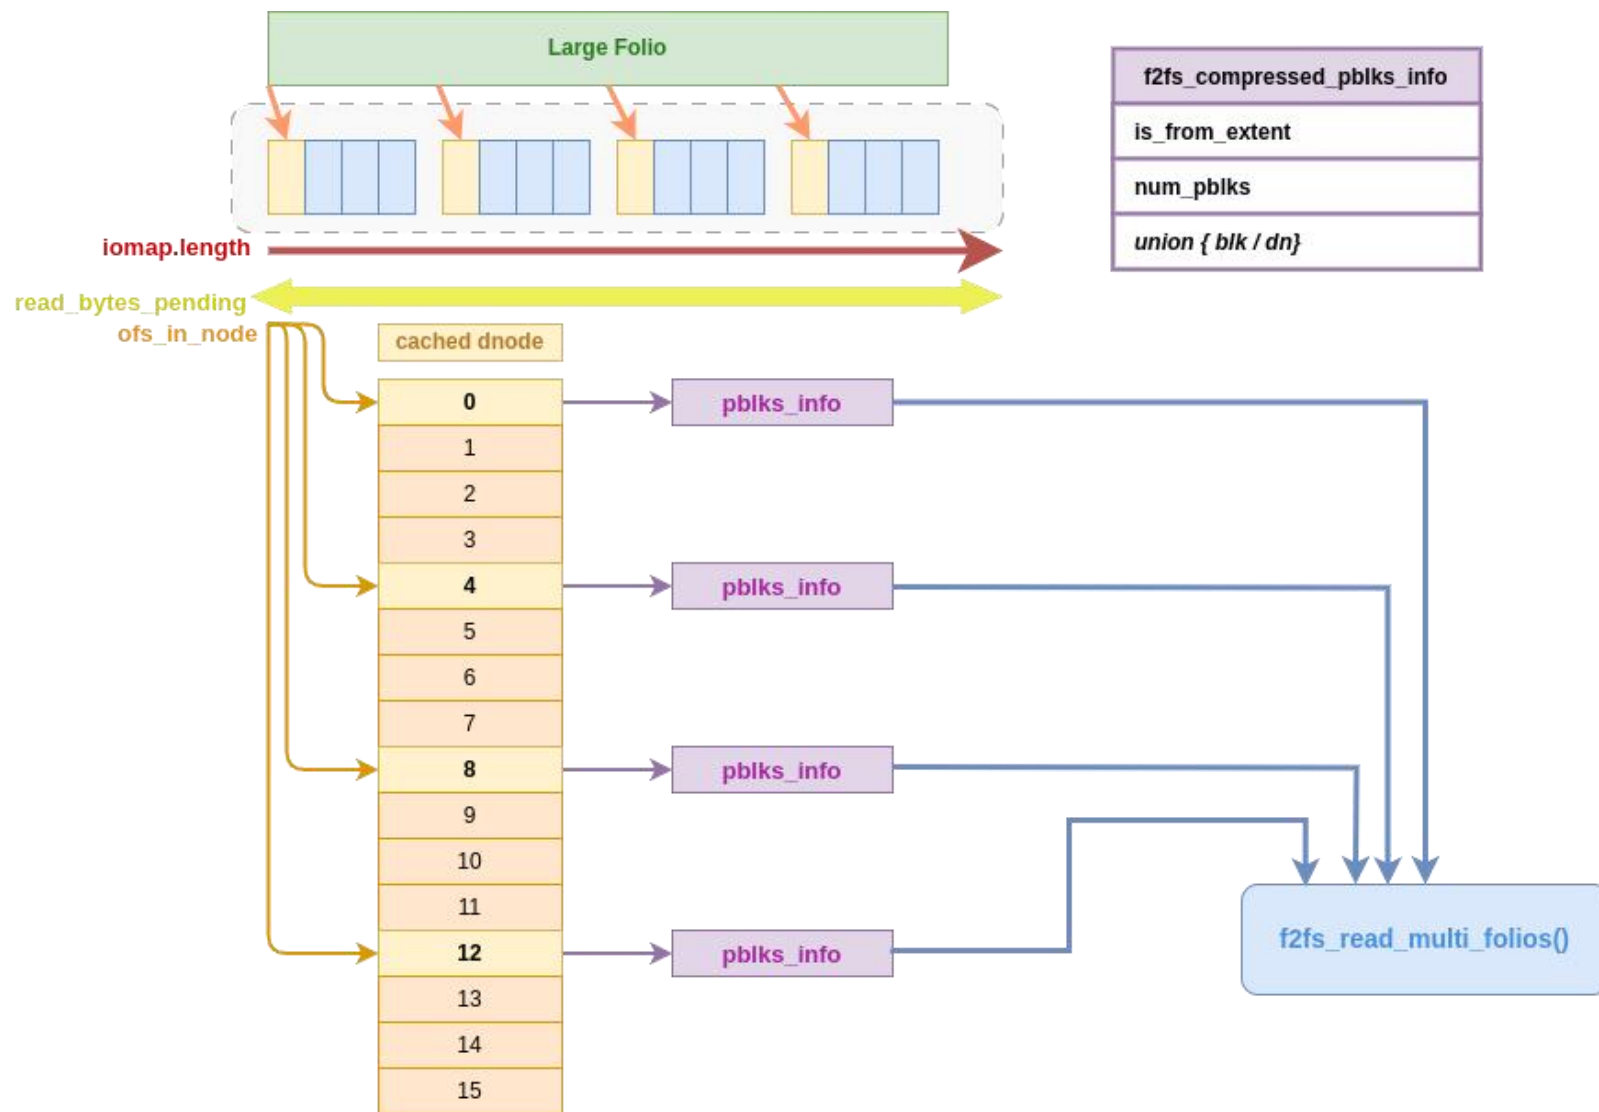 Large Folio
f2fs_compressed_pblks_info
is_from_extent
num_pblks
union { blk / dn}
iomap.length
read_bytes_pending
ofs_in_node
cached dnode
0
pblks_info
1
2
3
4
pblks_info
5
6
7
8
pblks_info
9
10
11
12
pblks_info
f2fs_read_multi_folios()
13
14
15